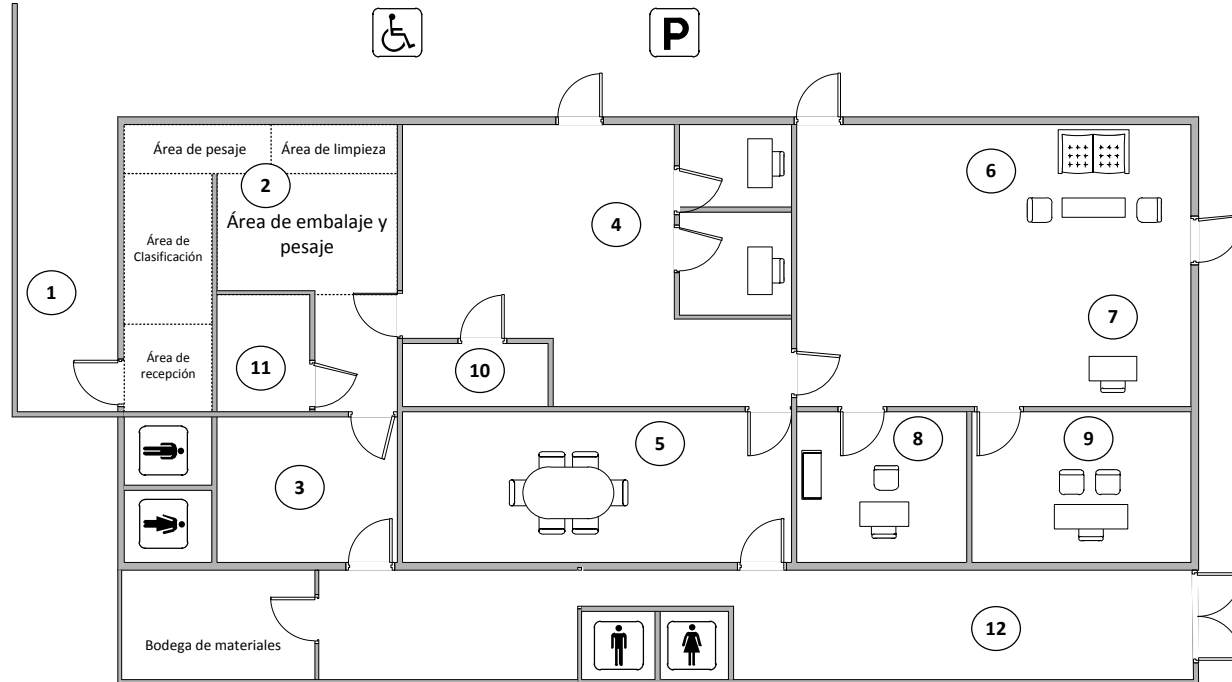 P
Área de pesaje
Área de limpieza
2
6
Área de embalaje y
pesaje
4
Área de
Clasificación
1
7
Área de
recepción
11
10
8
9
5
3
12
Bodega de materiales